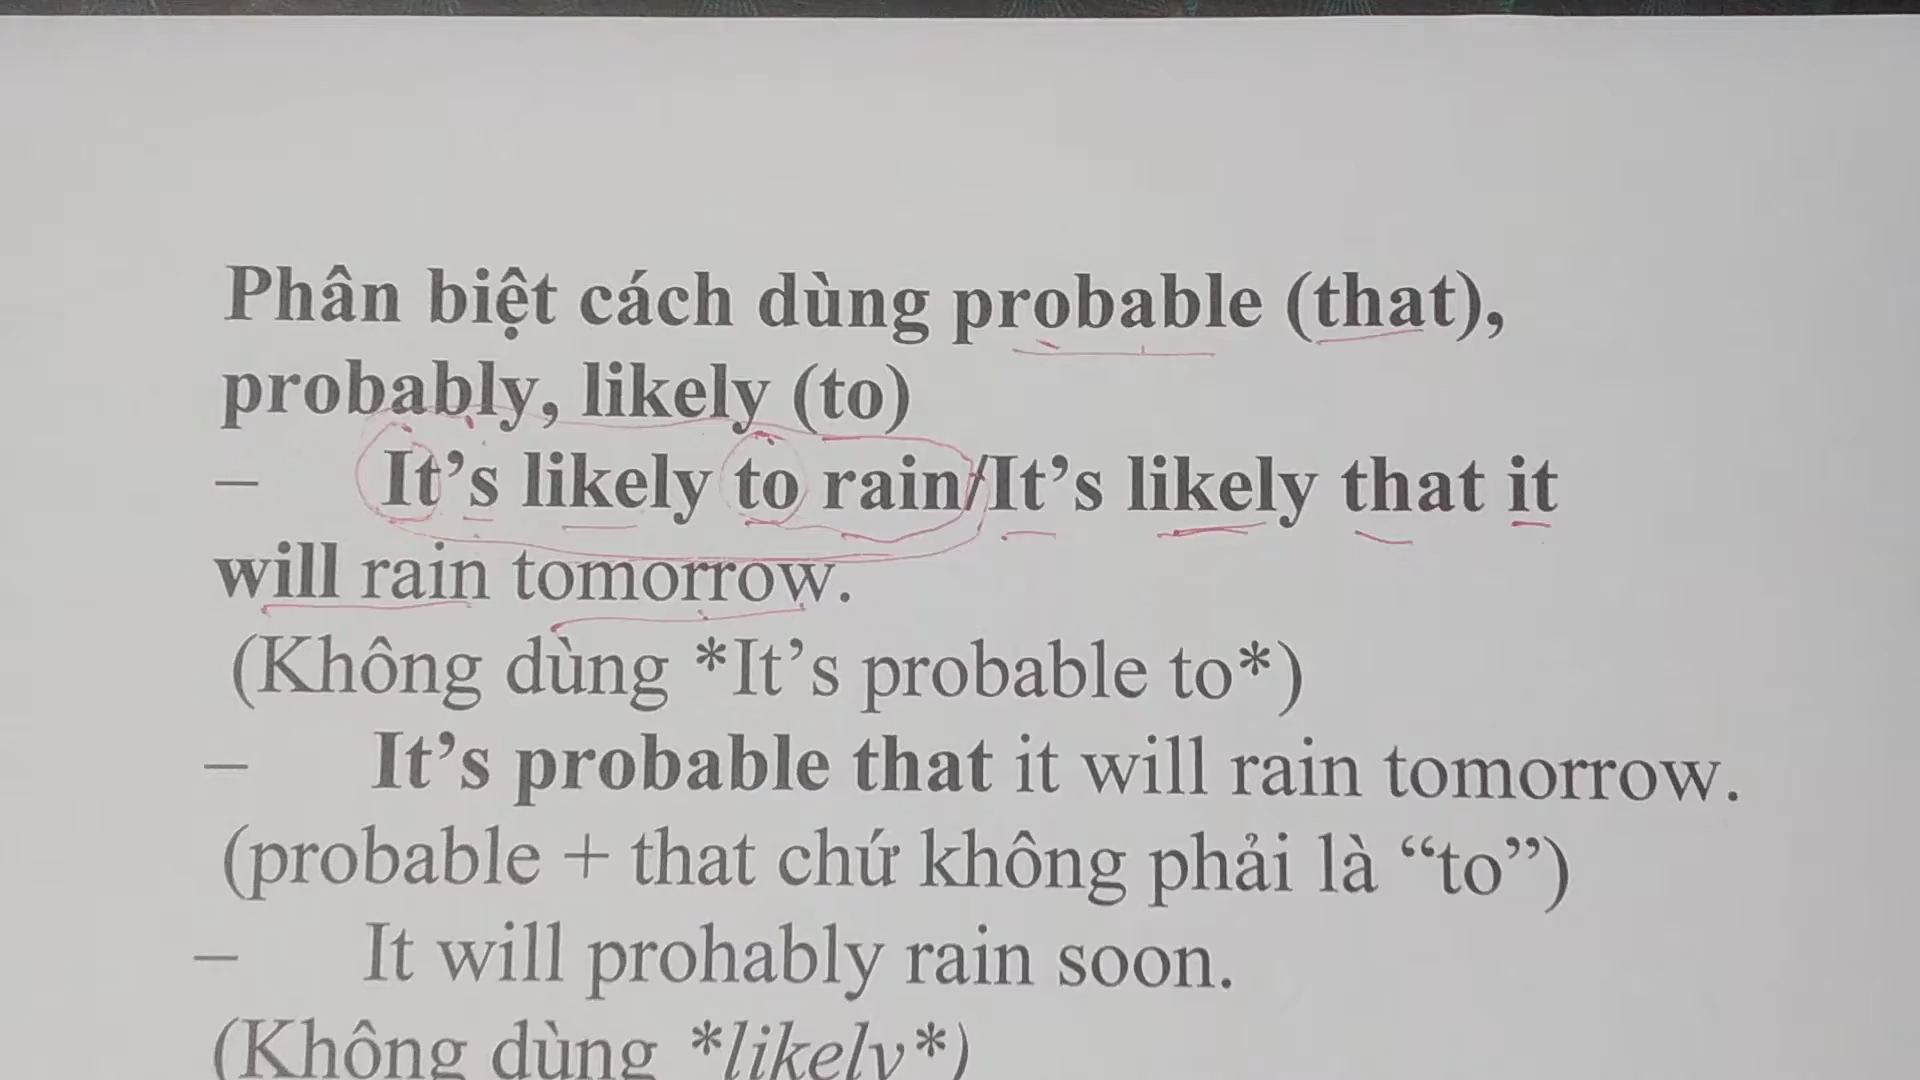 Phân biệt cách dùng probable (that),
probably, likely (to)
– It’s likely to rain/It’s likely that it
will rain tomorrow.
(Không dùng *It’s probable to*)
– It’s probable that it will rain tomorrow.
(probable + that chứ không phải là “to”)
– It will prohably rain soon.
(Không dùng *likely*)